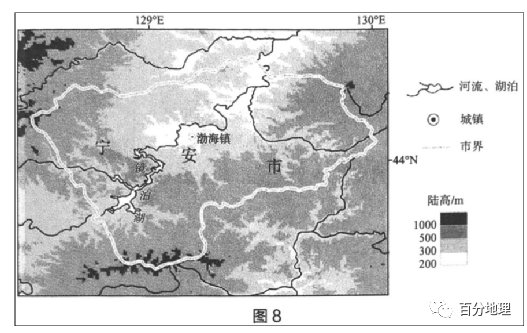 129°E
130°E
河流、湖泊
城镇
市界
渤海镇
宁
安
市
镜
泊
湖
44°N
陆高/m
1000
500
300
200
图8
百分地理